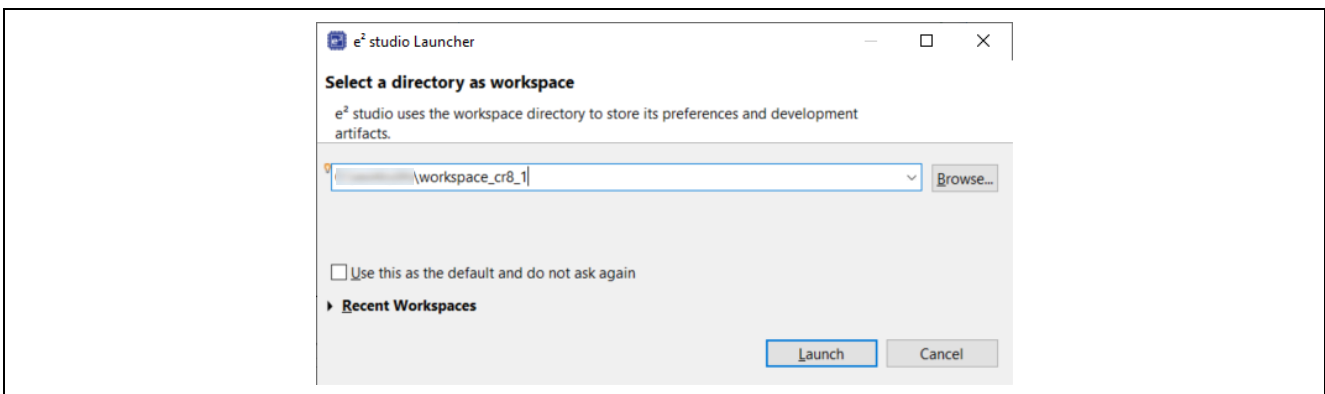 e² studio Launcher
Select a directory as workspace
e² studio uses the workspace directory to store its preferences and development
artifacts.
\workspace_cr8_1
Browse...
Use this as the default and do not ask again
Recent Workspaces
Launch
Cancel